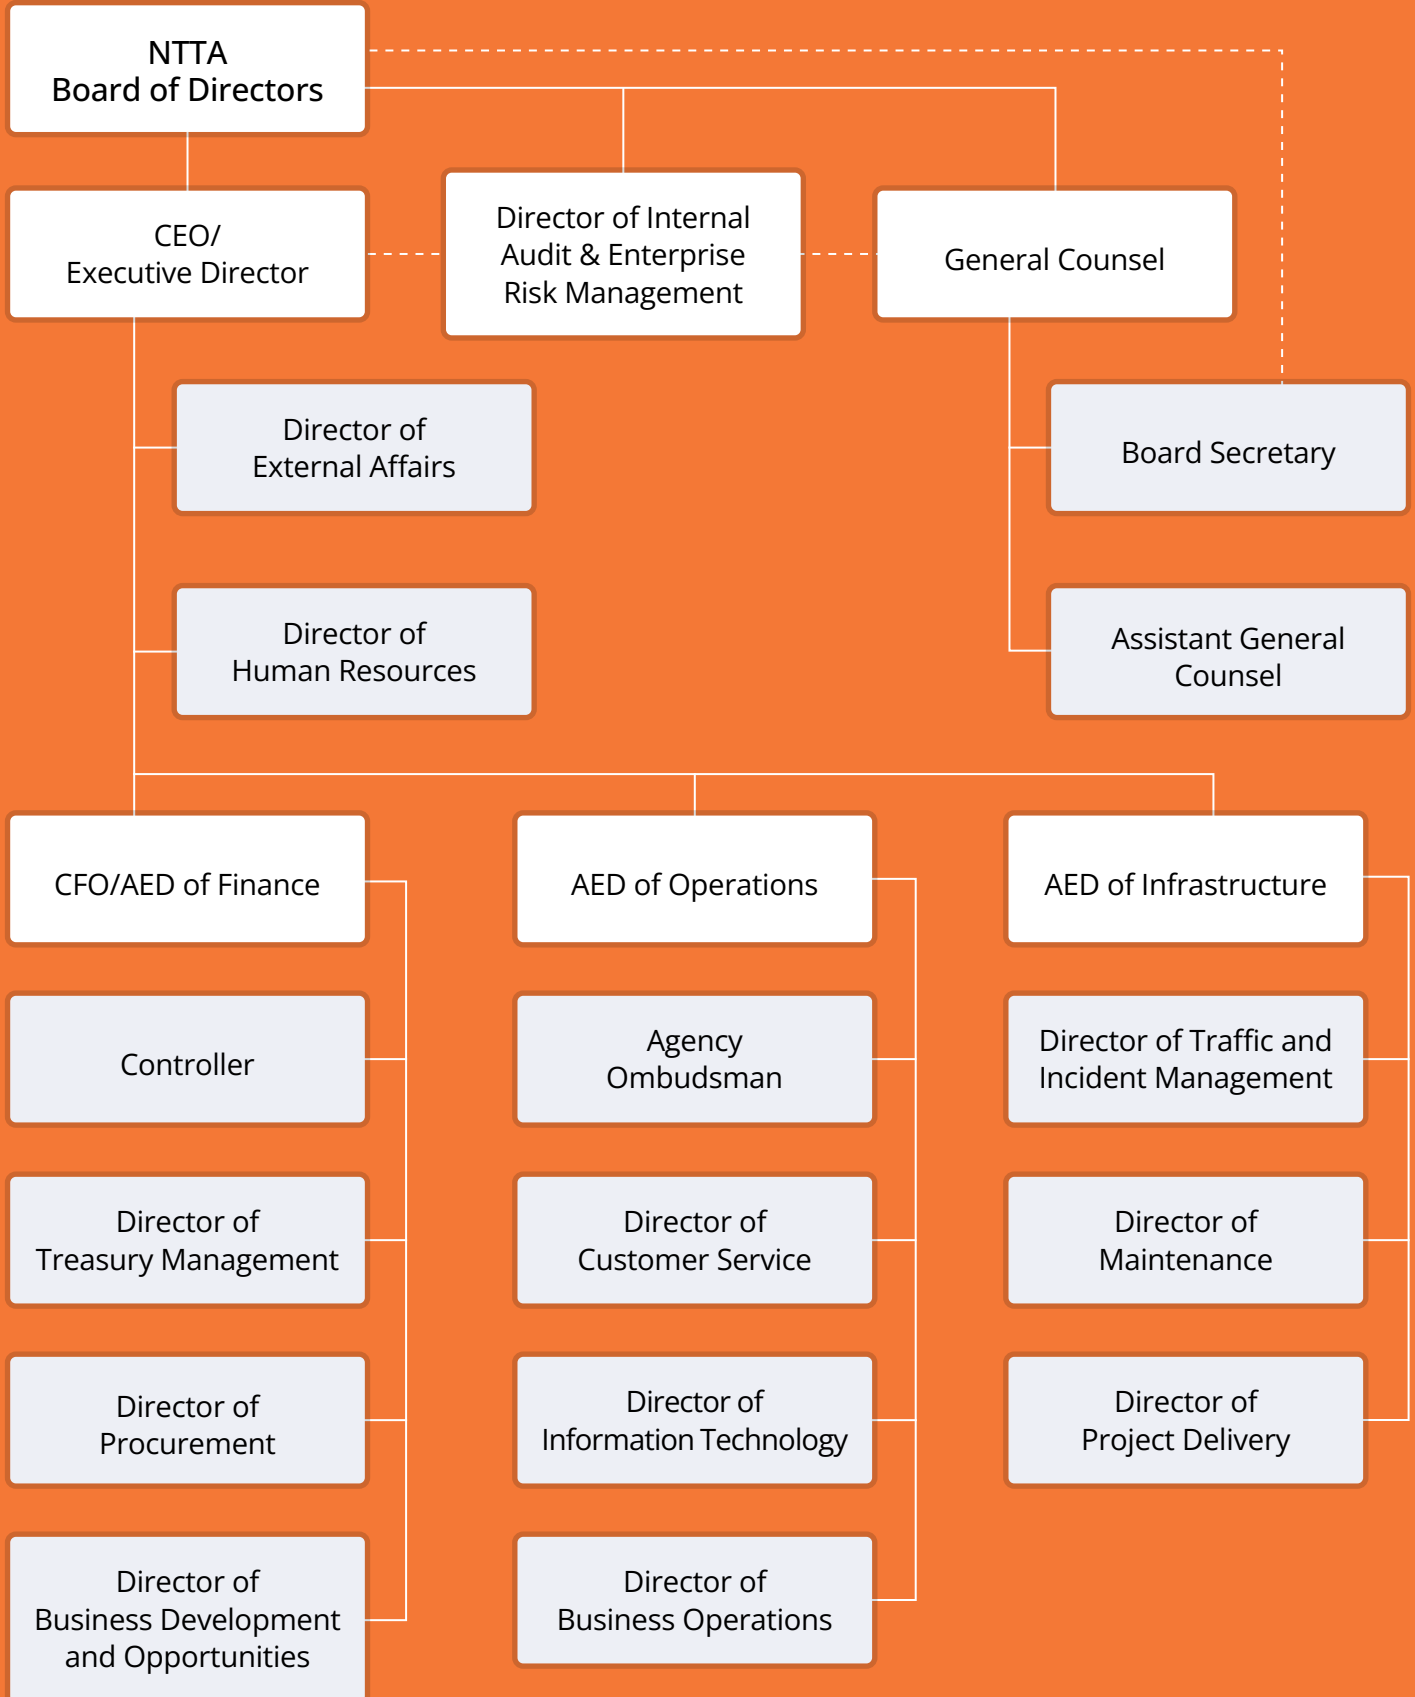 NTTA
Board of Directors
CEO/
Executive Director
Director of Internal
Audit & Enterprise
Risk Management
General Counsel
Director of
External Affairs
Board Secretary
Director of
Human Resources
Assistant General
Counsel
CFO/AED of Finance
AED of Operations
AED of Infrastructure
Controller
Agency
Ombudsman
Director of Traffic and
Incident Management
Director of
Treasury Management
Director of
Customer Service
Director of
Maintenance
Director of
Procurement
Director of
Information Technology
Director of
Project Delivery
Director of
Business Development
and Opportunities
Director of
Business Operations